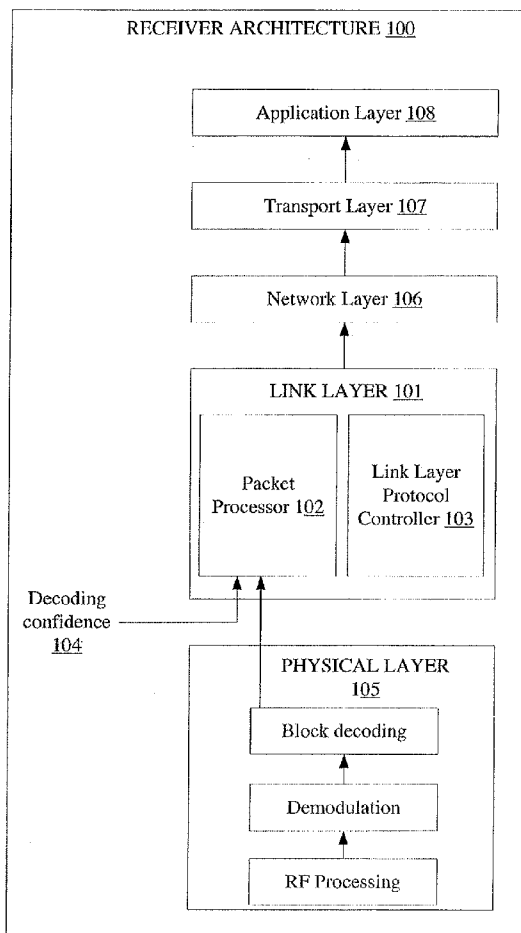 RECEIVER ARCHITECTURE 100
Application Layer 108
Transport Layer 107
Network Layer 106
LINK LAYER 101
Packet
Processor 102
Link Layer
Protocol
Controller 103
Decoding
confidence
104
PHYSICAL LAYER
105
Block decoding
Demodulation
RF Processing